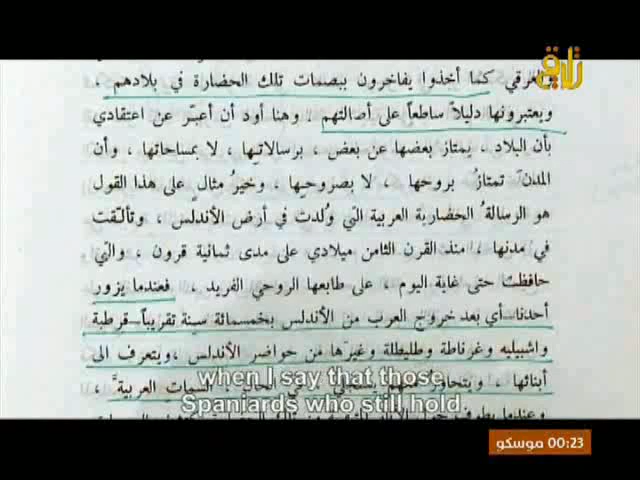 والعرقي كما أخذوا يفاخرون ببصمات تلك الحضارة في بلادهم ،
ويعتبرونها دليلاً ساطعاً على أصالتهم . وهنا أود أن أعبّر عن اعتقادي
بأن البلاد ، يمتاز بعضها عن بعض ، برسالاتها ، لا بمساحاتها ، وأن
المدن تمتاز بروحها ، لا بصروحها ، وخير مثال على هذا القول
هو الرسالة الحضارية العربية التي وُلدت في أرض الأندلس ، وتألقت
في مدنها ، منذ القرن الثامن ميلادي على مدى ثمانية قرون ، والتي
حافظت حتى غاية اليوم ، على طابعها الروحي الفريد ، فعندما يزور
أحدنا أي بعد خروج العرب من الأندلس بخمسمائة سنة تقريباً قرطبة
واشبيليه وغرناطة وطليطلة وغيرها من حواضر الأندلس ، ويتعرف الى
أبنائها ، العربية ،
when I say that those
Spaniards who still hold
00:23 موسكو